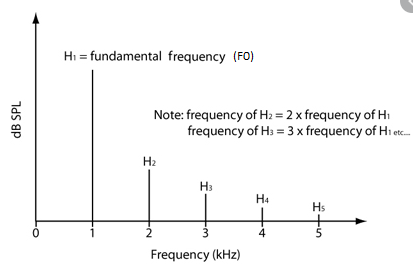 H1 = fundamental frequency (F0)
Note: frequency of H2 = 2 x frequency of H1
frequency of H3 = 3 x frequency of H1 etc...
dB SPL
H2
H3
H4
H5
0 1 2 3 4 5
Frequency (kHz)